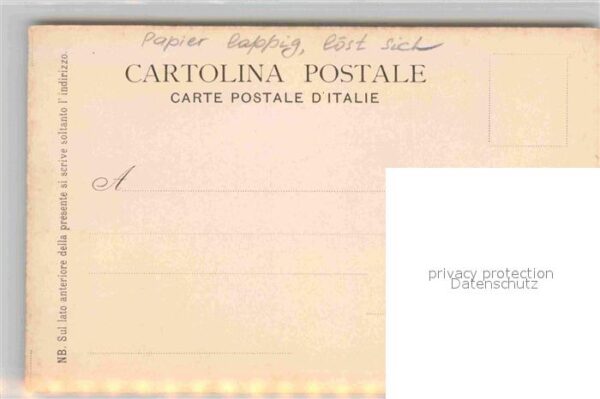 Papier lappig, löst sich
CARTOLINA POSTALE
CARTE POSTALE D'ITALIE
A
NB. Sul lato anteriore della presente si scrive soltanto l'indirizzo.
privacy protection
Datenschutz